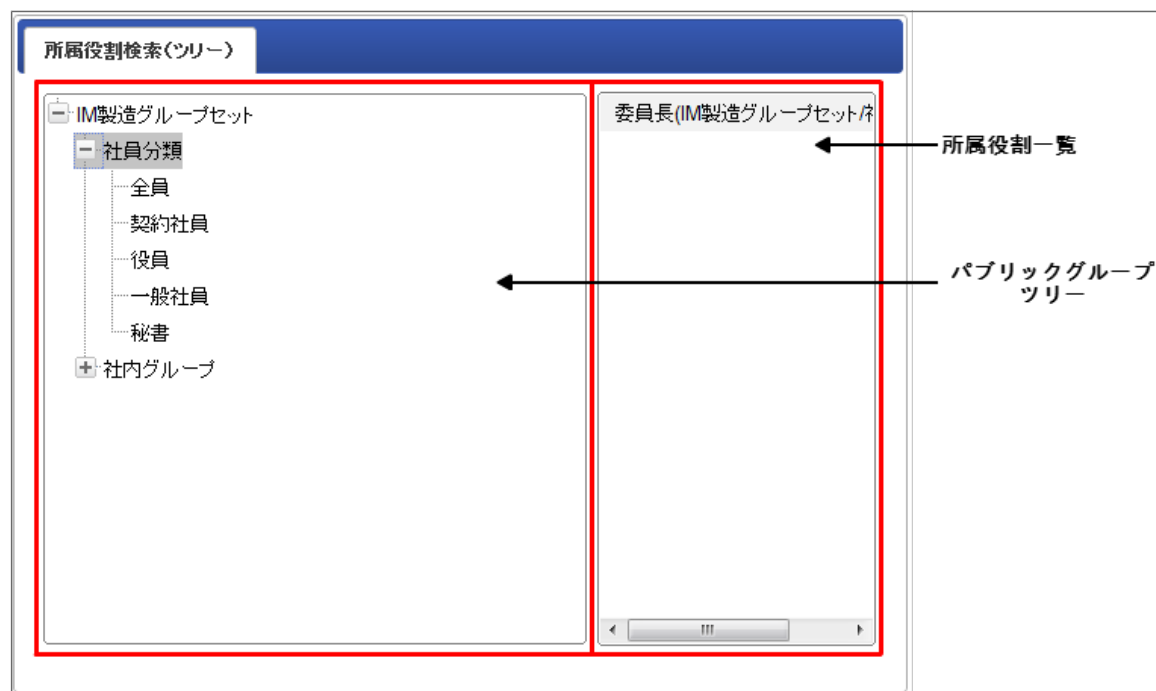 所属役割検索(ツリー)
IM製造グループセット
社員分類
全員
契約社員
役員
一般社員
秘書
社内グループ
委員長(IM製造グループセット/
所属役割一覧
パブリックグループ
ツリー